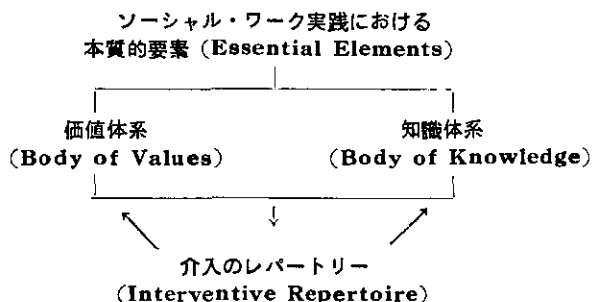 ソーシャル・ワーク実践における
本質的要素 (Essential Elements)
価値体系
(Body of Values)
知識体系
(Body of Knowledge)
介入のレパートリー
(Interventive Repertoire)